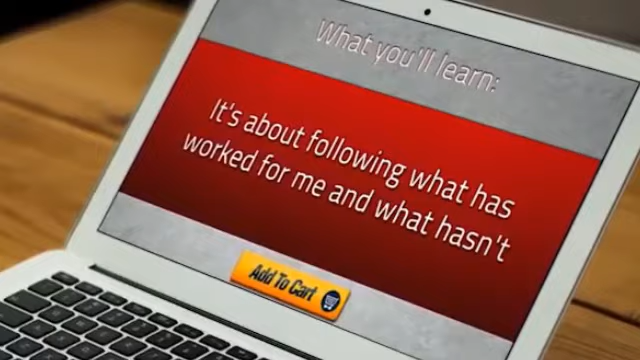 What you'll learn:
It's about following what has
worked for me and what hasn't
Add To Cart